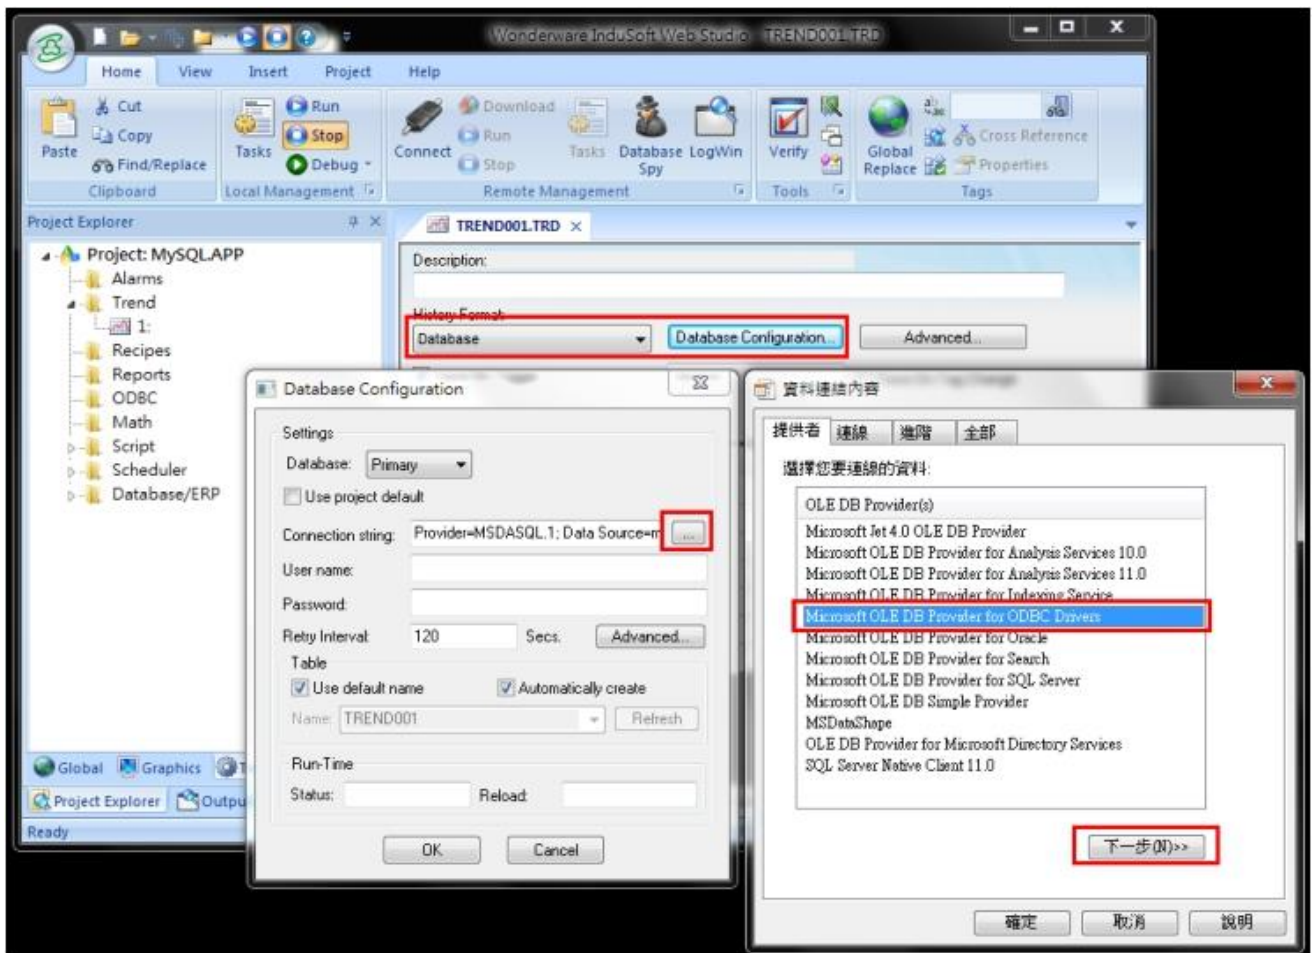 Wonderware InduSoft Web Studio - TREND001.TRD
Home View Insert Project Help
Paste
Cut
Copy
Find/Replace
Clipboard
Tasks
Run
Stop
Debug
Local Management
Connect
Download
Run
Stop
Tasks
Database Spy
LogWin
Remote Management
Verify
Tools
Global Replace
Cross Reference
Properties
Tags
Project Explorer
Project: MySQL.APP
Alarms
Trend
1:
Recipes
Reports
ODBC
Math
Script
Scheduler
Database/ERP
Global Graphics
Project Explorer Outpu
Ready
TREND001.TRD
Description:
History Format:
Database
Database Configuration...
Advanced...
Database Configuration
Settings
Database: Primary
Use project default
Connection string: Provider=MSDASQL.1; Data Source=m ...
User name:
Password:
Retry Interval: 120 Secs. Advanced...
Table
Use default name Automatically create
Name: TREND001 Refresh
Run-Time
Status: Reload:
OK Cancel
資料連結內容
提供者 連線 進階 全部
選擇您要連線的資料:
OLE DB Provider(s)
Microsoft Jet 4.0 OLE DB Provider
Microsoft OLE DB Provider for Analysis Services 10.0
Microsoft OLE DB Provider for Analysis Services 11.0
Microsoft OLE DB Provider for Indexing Service
Microsoft OLE DB Provider for ODBC Drivers
Microsoft OLE DB Provider for Oracle
Microsoft OLE DB Provider for Search
Microsoft OLE DB Provider for SQL Server
Microsoft OLE DB Simple Provider
MSDataShape
OLE DB Provider for Microsoft Directory Services
SQL Server Native Client 11.0
下一步(N)>>
確定 取消 說明